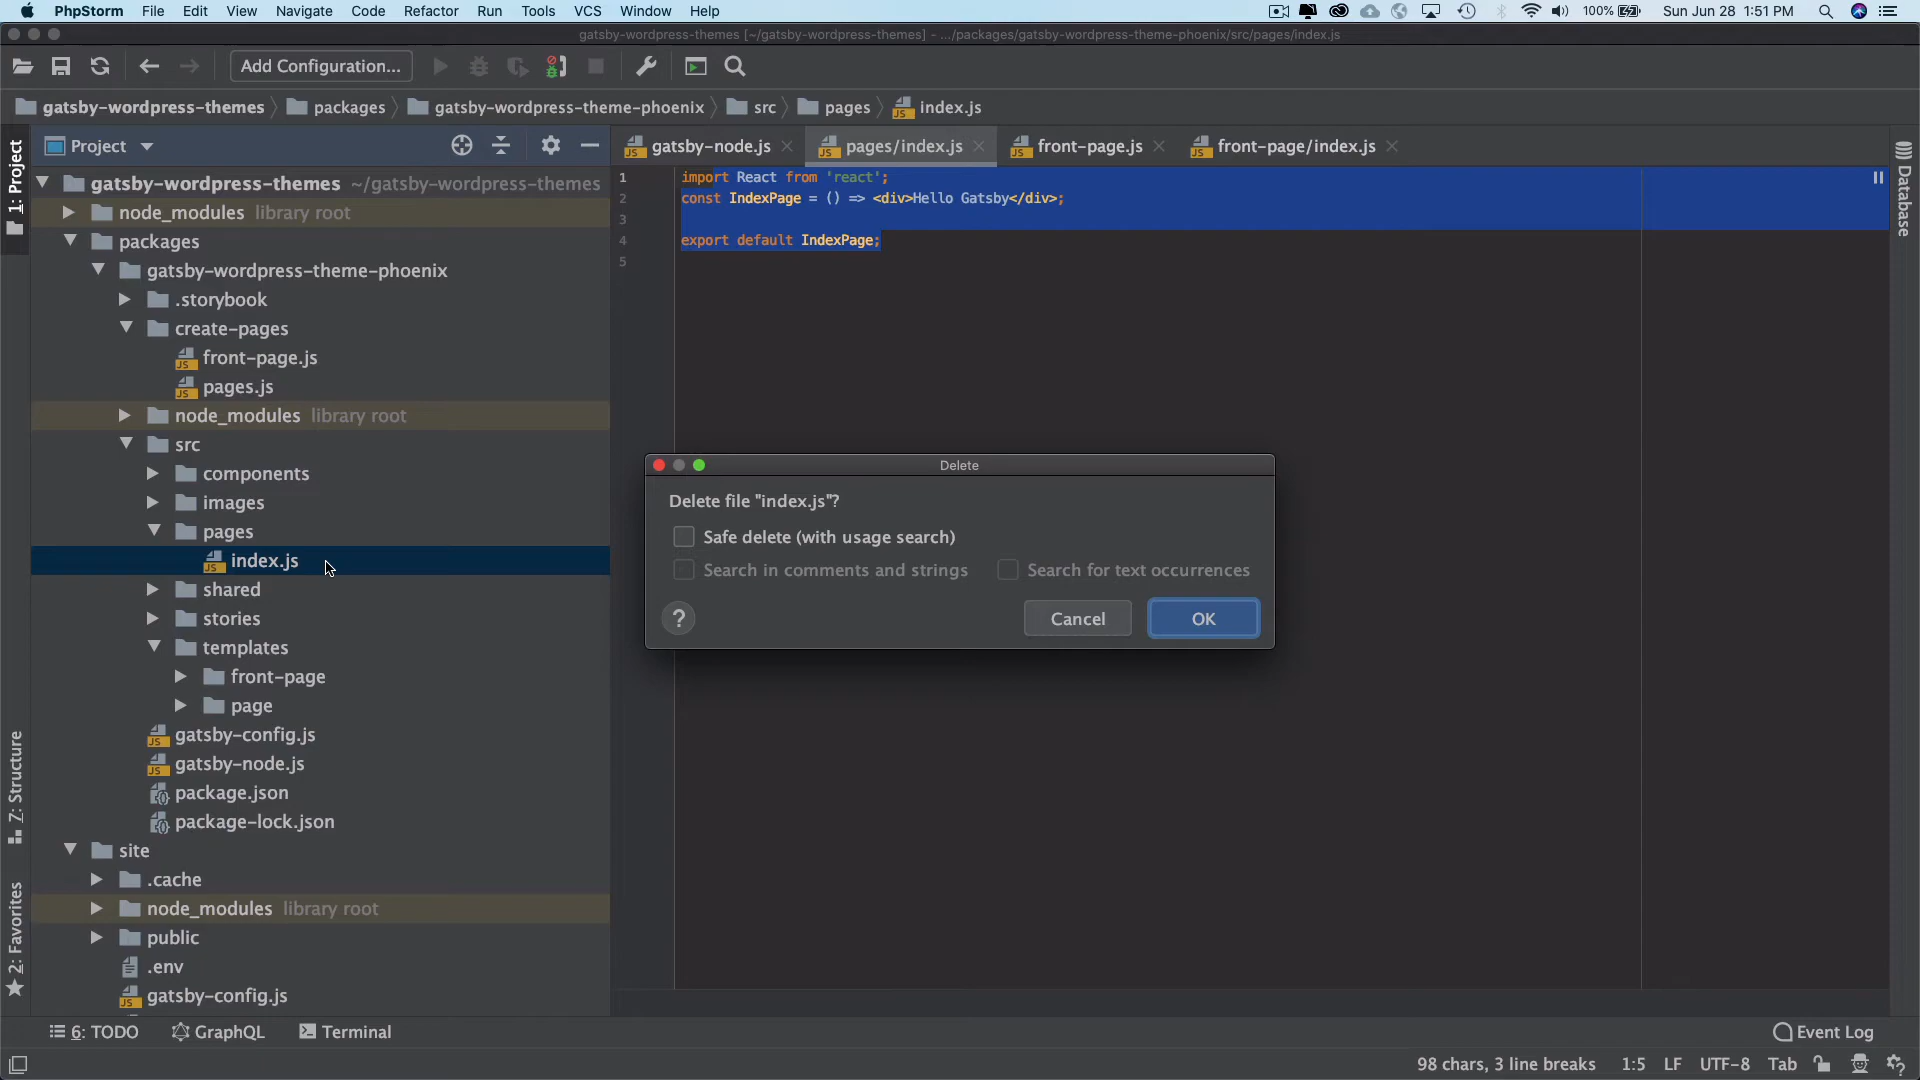 PhpStorm File Edit View Navigate Code Refactor Run Tools VCS Window Help 100% Sun Jun 28 1:51 PM
gatsby-wordpress-themes [~/gatsby-wordpress-themes] - .../packages/gatsby-wordpress-theme-phoenix/src/pages/index.js
Add Configuration...
gatsby-wordpress-themes packages gatsby-wordpress-theme-phoenix src pages index.js
1: Project
Project
gatsby-node.js pages/index.js front-page.js front-page/index.js
Database
gatsby-wordpress-themes ~/gatsby-wordpress-themes
node_modules library root
packages
gatsby-wordpress-theme-phoenix
.storybook
create-pages
front-page.js
pages.js
node_modules library root
src
components
images
pages
index.js
shared
stories
templates
front-page
page
gatsby-config.js
gatsby-node.js
package.json
package-lock.json
site
.cache
node_modules library root
public
.env
gatsby-config.js
1 import React from 'react';
2 const IndexPage = () => <div>Hello Gatsby</div>;
3
4 export default IndexPage;
5
Delete
Delete file "index.js"?
Safe delete (with usage search)
Search in comments and strings Search for text occurrences
? Cancel OK
Z: Structure
2: Favorites
6: TODO GraphQL Terminal Event Log
98 chars, 3 line breaks 1:5 LF UTF-8 Tab